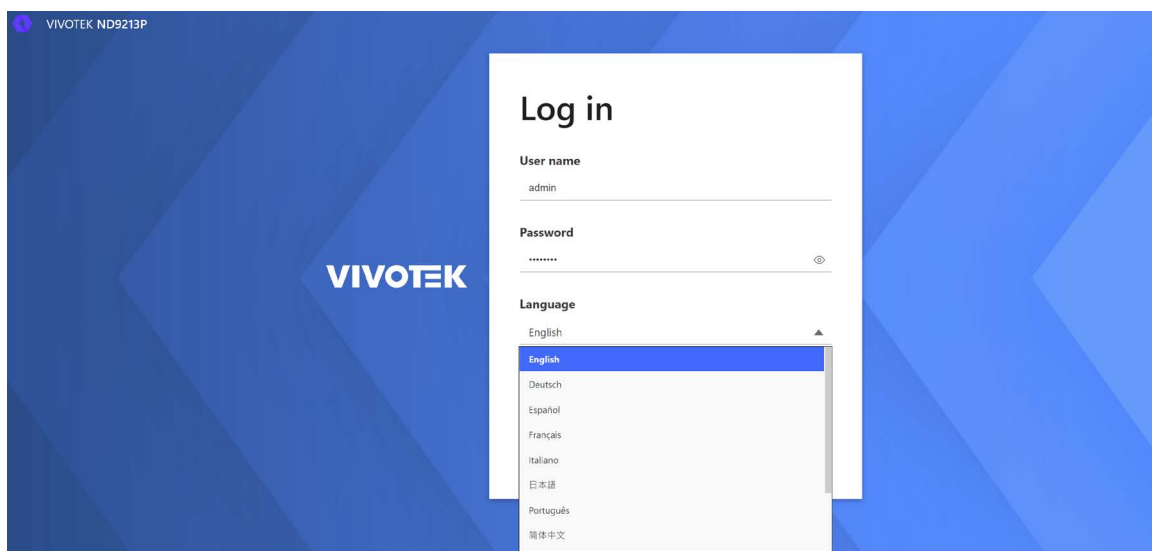 VIVOTEK ND9213P
Log in
User name
admin
Password
••••••••
VIVOTEK
Language
English
English
Deutsch
Español
Français
Italiano
日本語
Português
简体中文